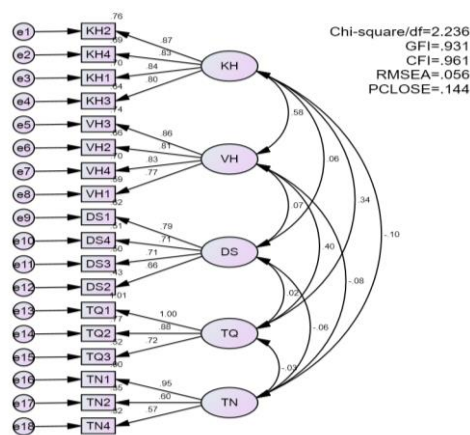 Chi-square/df=2.236
GFI=.931
CFI=.961
RMSEA=.056
PCLOSE=.144
.76
e1 KH2 .87
.69
e2 KH4 .83
.70
e3 KH1 .84 KH
.64
e4 KH3 .80
.74
e5 VH3 .86 .58
.66
e6 VH2 .81
.70
e7 VH4 .83 VH .06
.59
e8 VH1 .77 .34
.62
e9 DS1 .79 .07 -.10
.51
e10 DS4 .71 .40
.50
e11 DS3 .71 DS -.08
.43
e12 DS2 .66
1.01
e13 TQ1 1.00 .02
.77
e14 TQ2 .88 TQ -.06
e15 TQ3 .72
e16 TN1 .95 -.03
.35
e17 TN2 .60 TN
.32
e18 TN4 .57